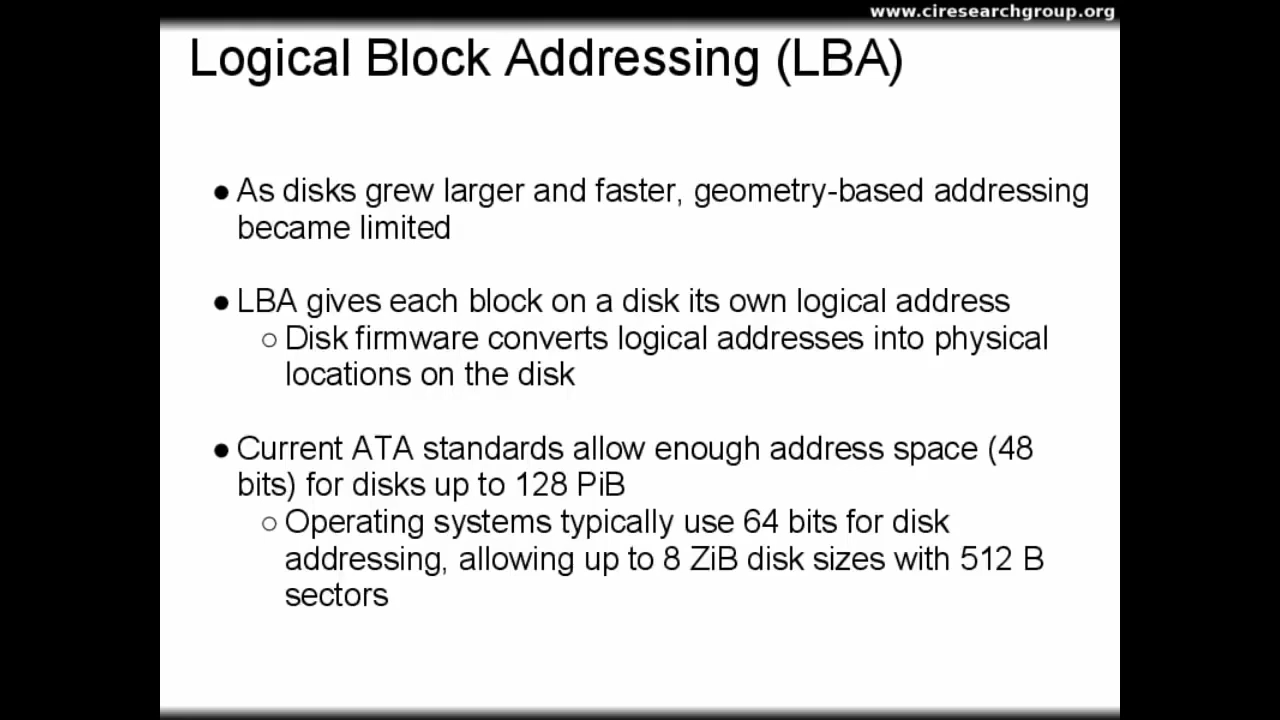 www.ciresearchgroup.org
Logical Block Addressing (LBA)
● As disks grew larger and faster, geometry-based addressing
became limited
● LBA gives each block on a disk its own logical address
○ Disk firmware converts logical addresses into physical
locations on the disk
● Current ATA standards allow enough address space (48
bits) for disks up to 128 PiB
○ Operating systems typically use 64 bits for disk
addressing, allowing up to 8 ZiB disk sizes with 512 B
sectors